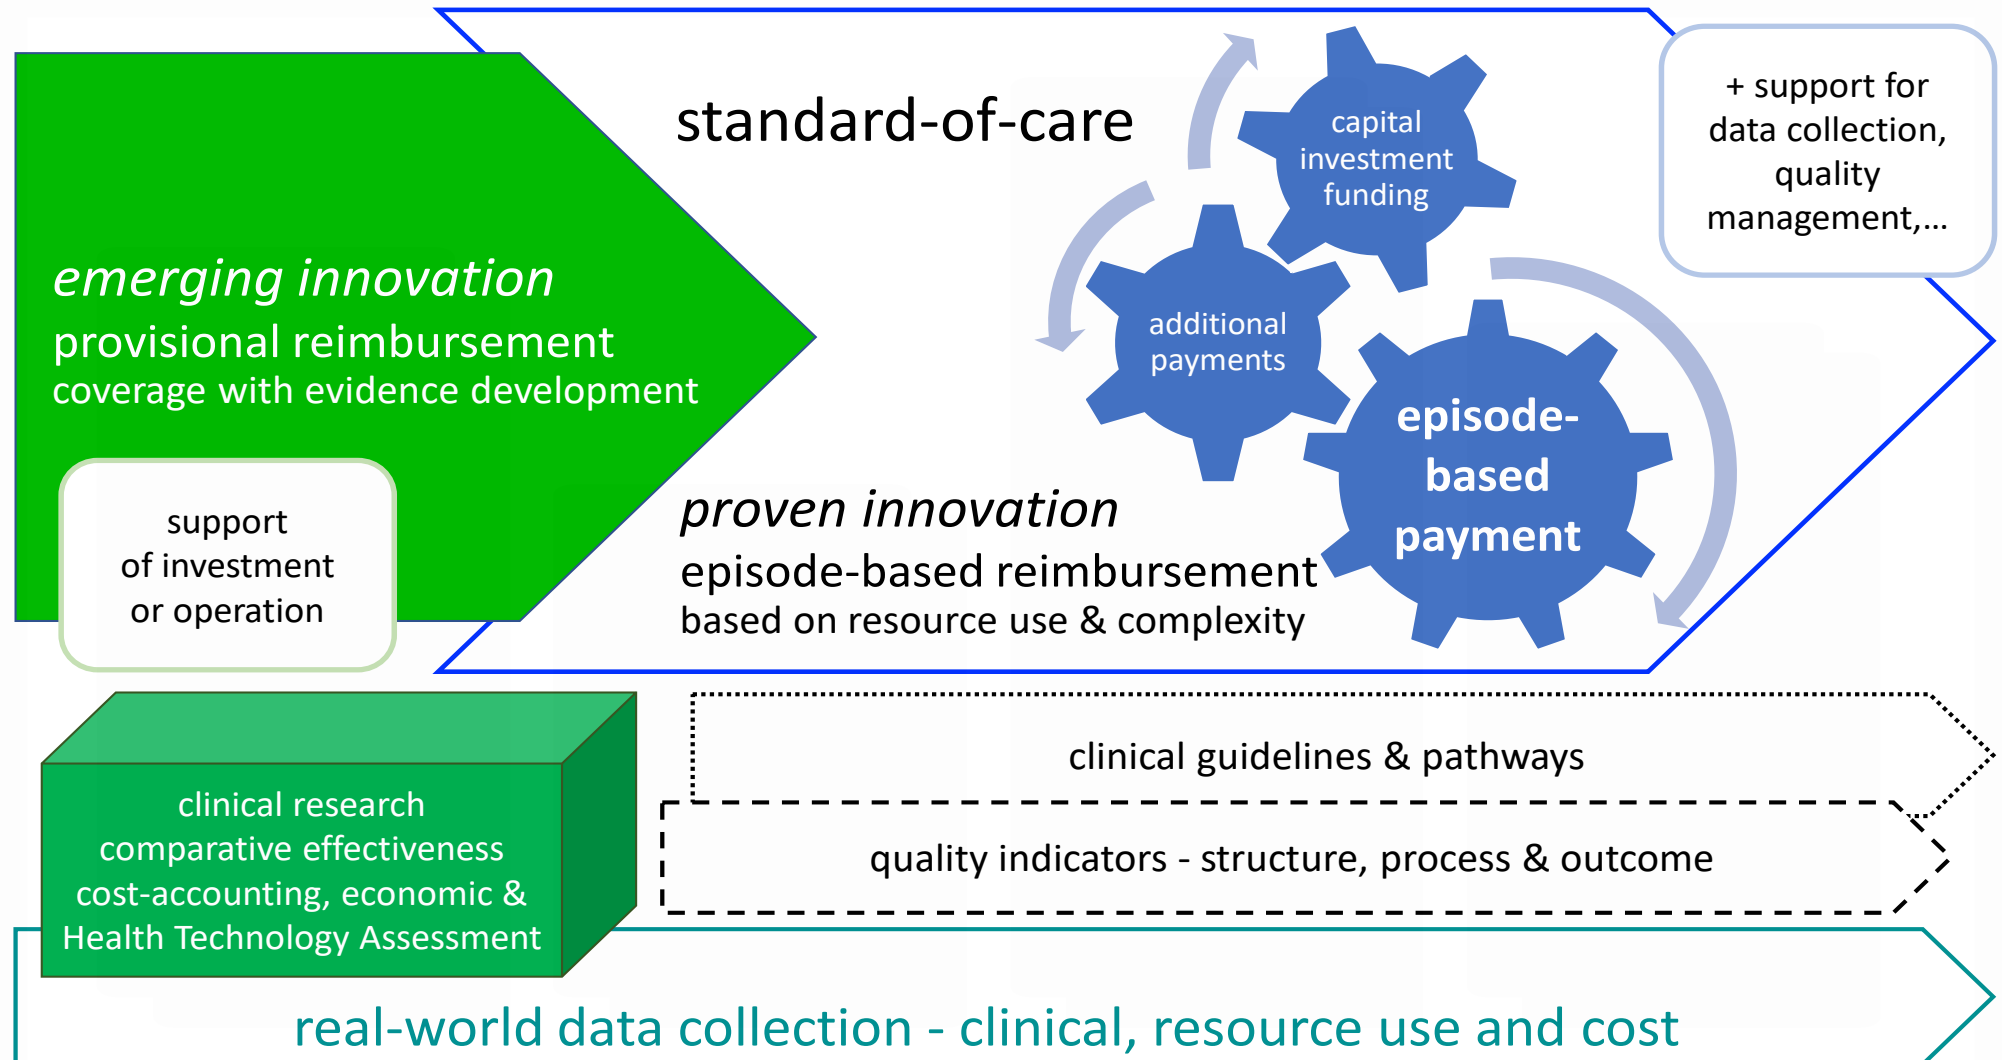 standard-of-care
emerging innovation
provisional reimbursement
coverage with evidence development
support
of investment
or operation
capital
investment
funding
additional
payments
episode-
based
payment
+ support for
data collection,
quality
management,...
proven innovation
episode-based reimbursement
based on resource use & complexity
clinical research
comparative effectiveness
cost-accounting, economic &
Health Technology Assessment
clinical guidelines & pathways
quality indicators - structure, process & outcome
real-world data collection - clinical, resource use and cost